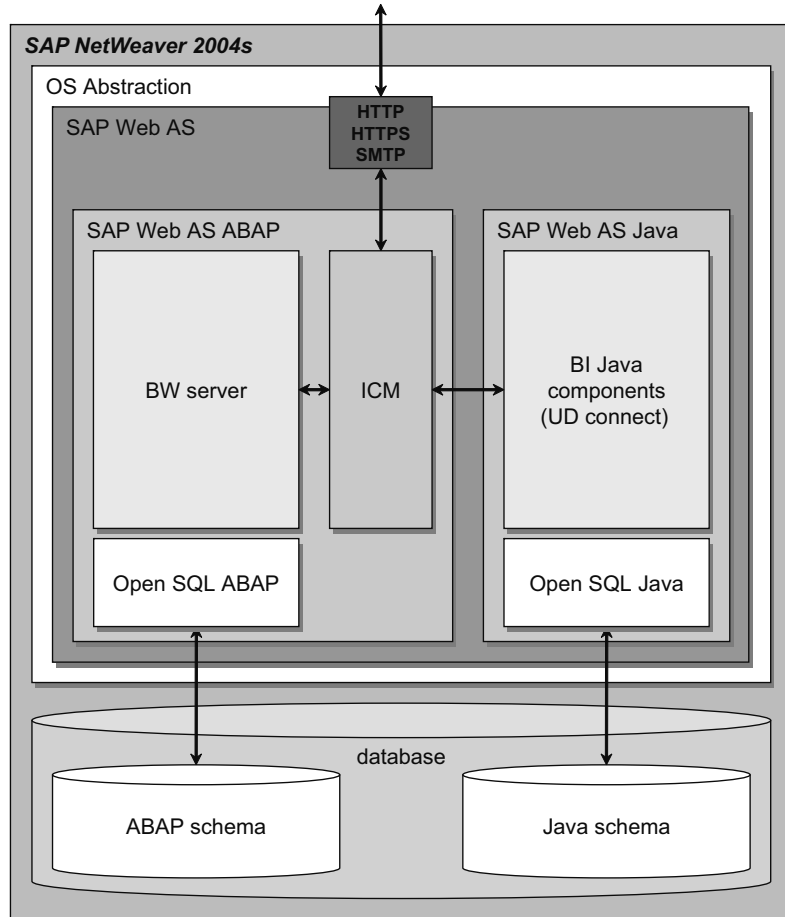 SAP NetWeaver 2004s
OS Abstraction
SAP Web AS
HTTP
HTTPS
SMTP
SAP Web AS ABAP
SAP Web AS Java
BW server
ICM
BI Java
components
(UD connect)
Open SQL ABAP
Open SQL Java
database
ABAP schema
Java schema